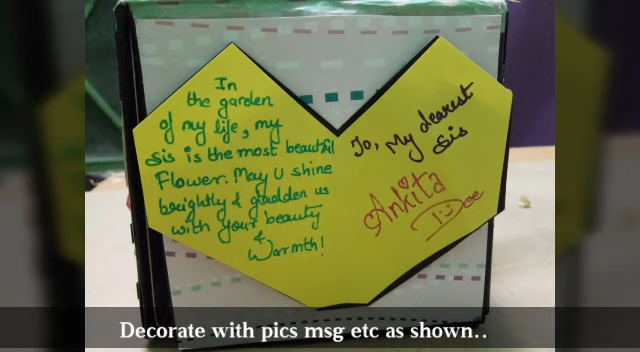 In
the garden
of my life, my
sis is the most beautiful
Flower. May U shine
brightly & gladden us
with your beauty
&
Warmth!
To, My dearest
sis
Ankita
Dee
Decorate with pics msg etc as shown..